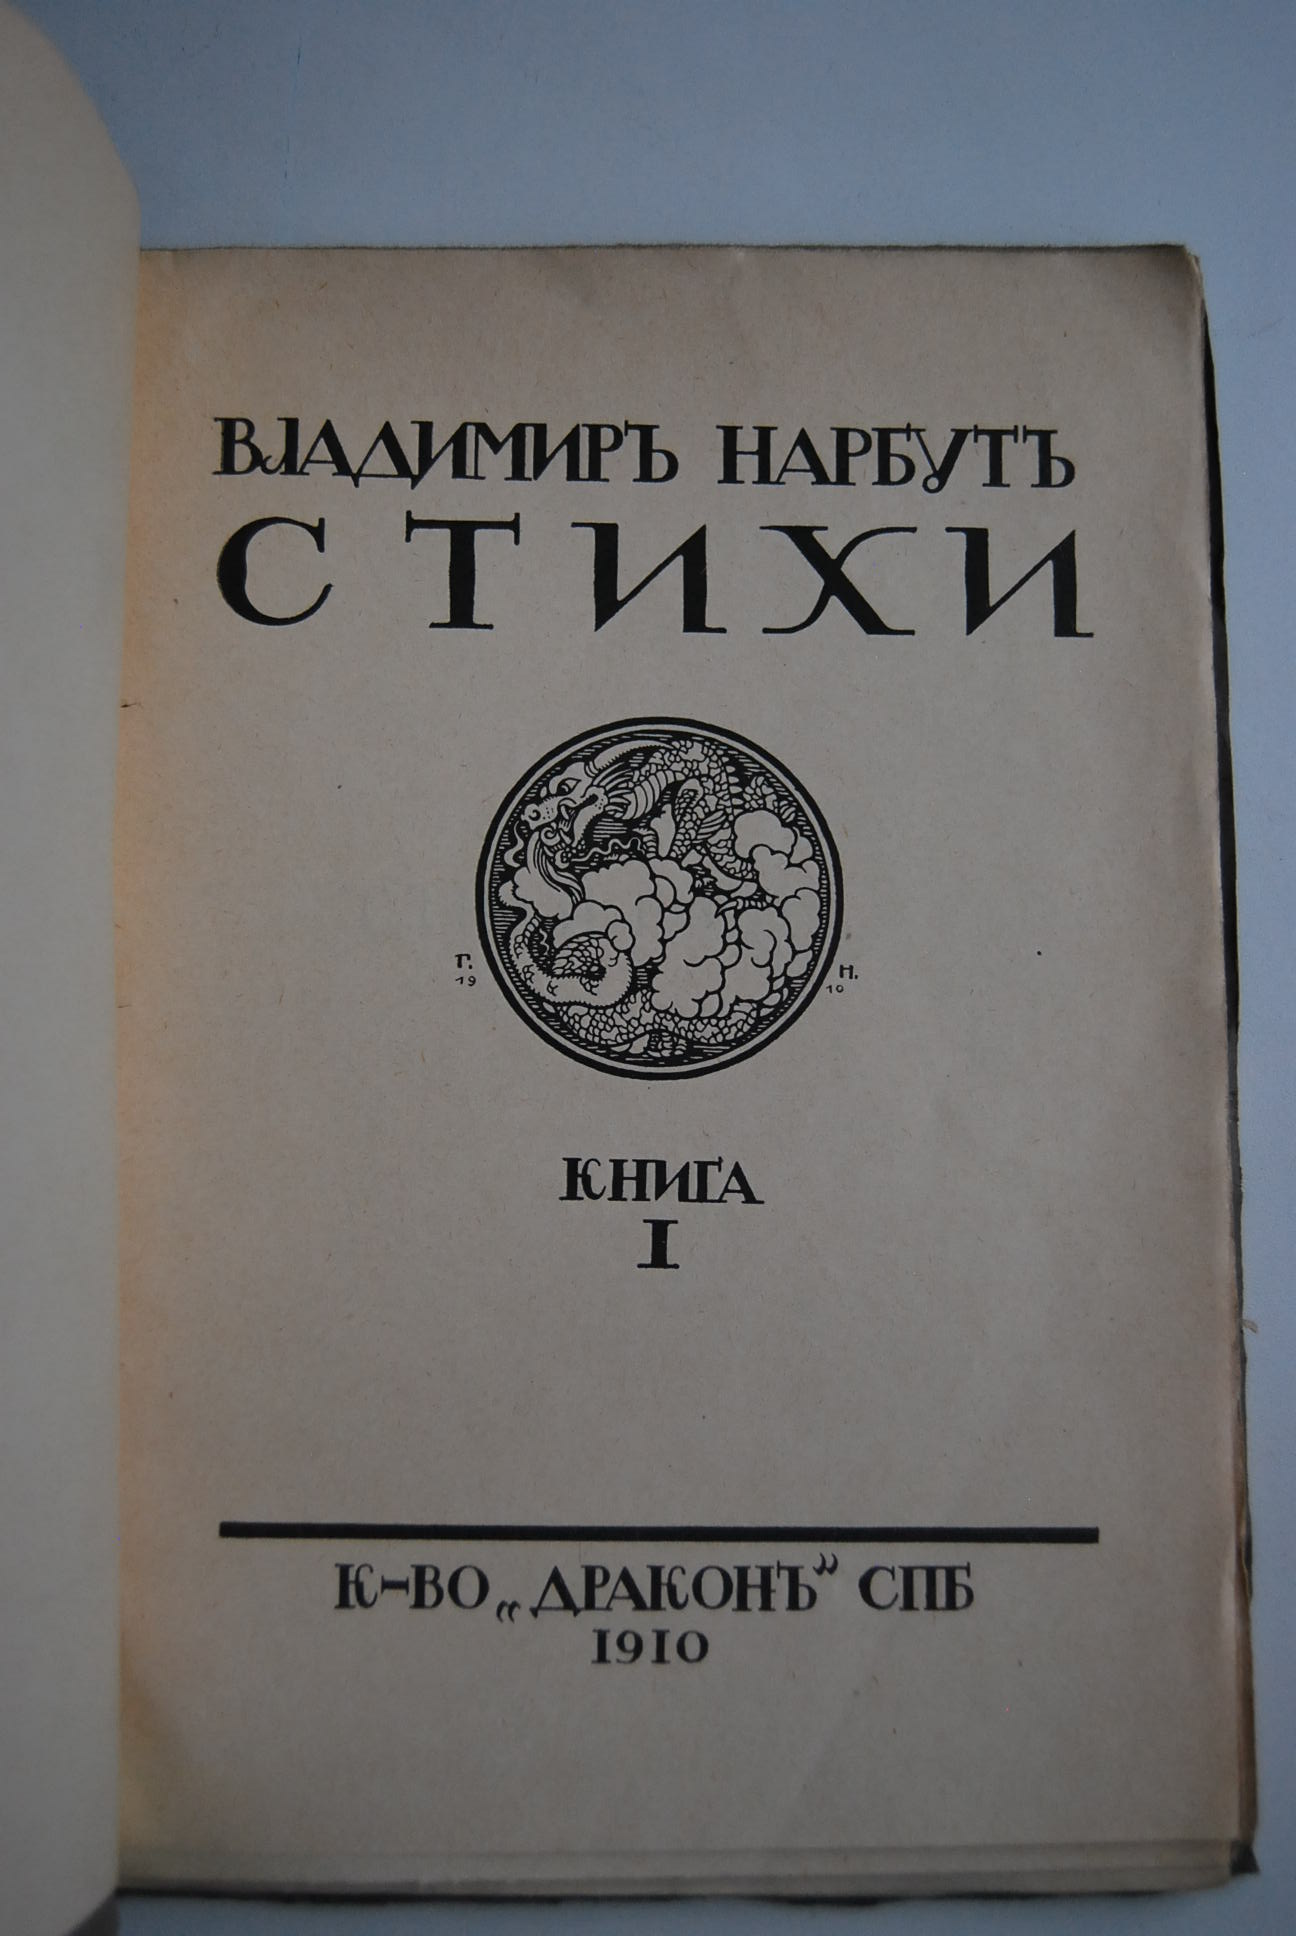 ВЛАДИМИРЪ НАРБУТЪ
СТИХИ
Г. Н.
19 10
КНИГА
I
К-ВО „ДРАКОНЪ” СПБ
1910